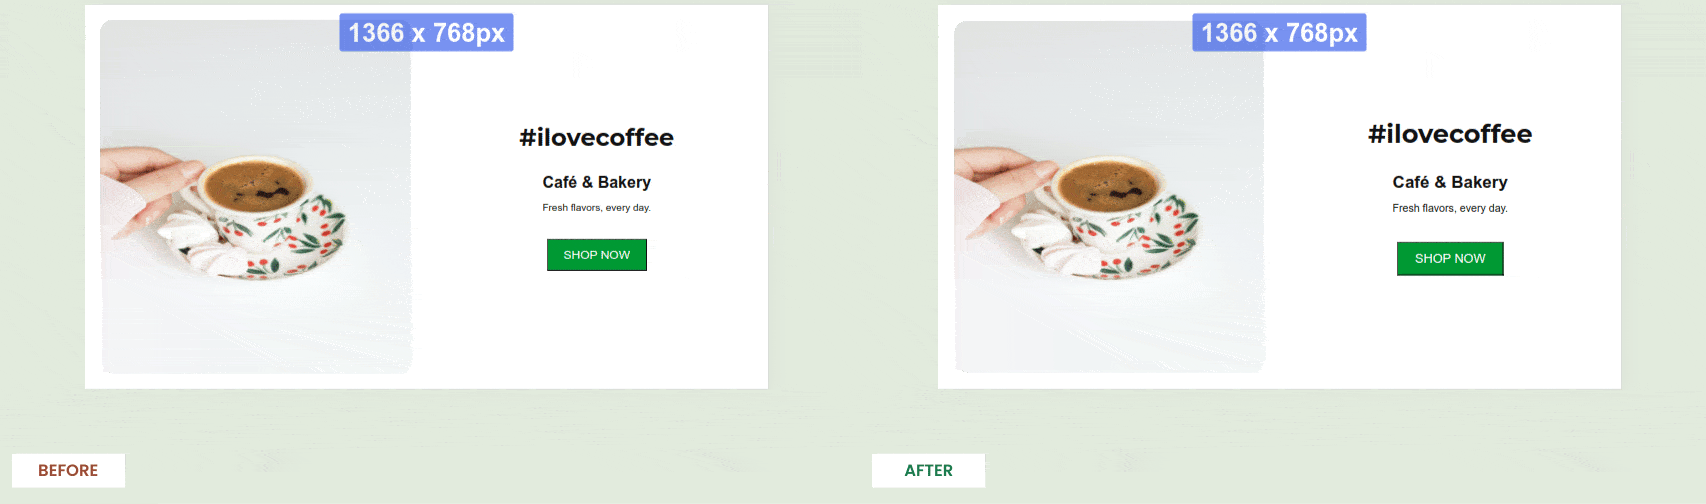 1366 x 768px
#ilovecoffee
Café & Bakery
Fresh flavors, every day.
SHOP NOW
BEFORE
1366 x 768px
#ilovecoffee
Café & Bakery
Fresh flavors, every day.
SHOP NOW
AFTER